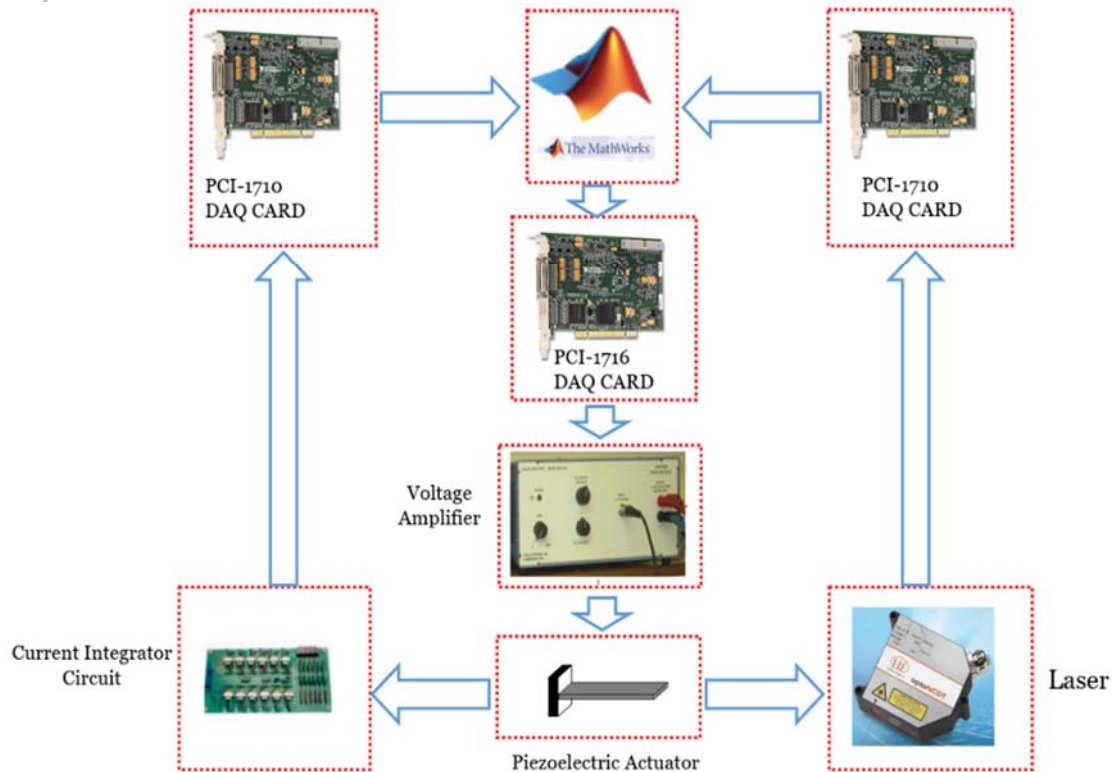 The MathWorks
PCI-1710
DAQ CARD
PCI-1710
DAQ CARD
PCI-1716
DAQ CARD
Voltage
Amplifier
Current Integrator
Circuit
optoNCDT
Laser
Piezoelectric Actuator